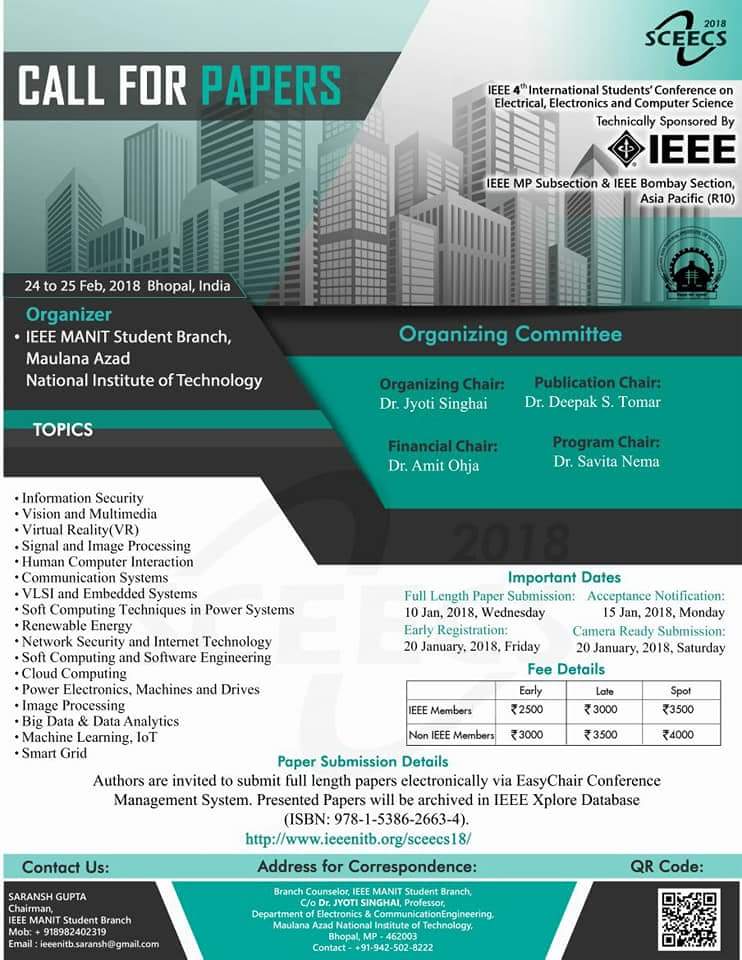 2018
SCEECS
CALL FOR PAPERS
IEEE 4th International Students' Conference on
Electrical, Electronics and Computer Science
Technically Sponsored By
IEEE
IEEE MP Subsection & IEEE Bombay Section,
Asia Pacific (R10)
24 to 25 Feb, 2018 Bhopal, India
Organizer
• IEEE MANIT Student Branch,
Maulana Azad
National Institute of Technology
Organizing Committee
Organizing Chair:
Dr. Jyoti Singhai
Publication Chair:
Dr. Deepak S. Tomar
Financial Chair:
Dr. Amit Ohja
Program Chair:
Dr. Savita Nema
TOPICS
• Information Security
• Vision and Multimedia
• Virtual Reality(VR)
• Signal and Image Processing
• Human Computer Interaction
• Communication Systems
• VLSI and Embedded Systems
• Soft Computing Techniques in Power Systems
• Renewable Energy
• Network Security and Internet Technology
• Soft Computing and Software Engineering
• Cloud Computing
• Power Electronics, Machines and Drives
• Image Processing
• Big Data & Data Analytics
• Machine Learning, IoT
• Smart Grid
2018
SCEECS
Important Dates
Full Length Paper Submission:
10 Jan, 2018, Wednesday
Acceptance Notification:
15 Jan, 2018, Monday
Early Registration:
20 January, 2018, Friday
Camera Ready Submission:
20 January, 2018, Saturday
Fee Details
Early Late Spot
IEEE Members ₹2500 ₹3000 ₹3500
Non IEEE Members ₹3000 ₹3500 ₹4000
Paper Submission Details
Authors are invited to submit full length papers electronically via EasyChair Conference
Management System. Presented Papers will be archived in IEEE Xplore Database
(ISBN: 978-1-5386-2663-4).
http://www.ieeenitb.org/sceecs18/
Contact Us:
SARANSH GUPTA
Chairman,
IEEE MANIT Student Branch
Mob: + 918982402319
Email : ieeenitb.saransh@gmail.com
Address for Correspondence:
Branch Counselor, IEEE MANIT Student Branch,
C/o Dr. JYOTI SINGHAI, Professor,
Department of Electronics & CommunicationEngineering,
Maulana Azad National Institute of Technology,
Bhopal, MP - 462003
Contact - +91-942-502-8222
QR Code: